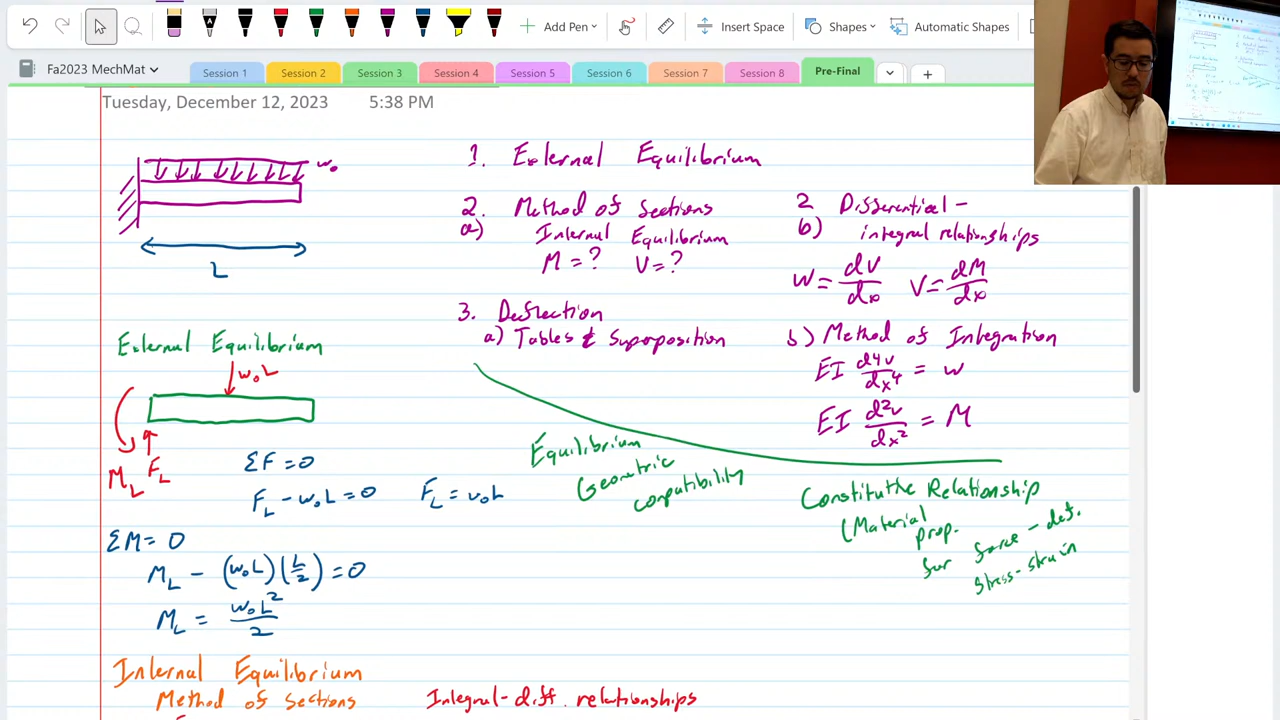 Add Pen
Insert Space
Shapes
Automatic Shapes
Fa2023 MechMat
Session 1
Session 2
Session 3
Session 4
Session 5
Session 6
Session 7
Session 8
Pre-Final
Tuesday, December 12, 2023 5:38 PM
w₀
L
1. External Equilibrium
2. Method of Sections
a) Internal Equilibrium
M = ? V = ?
2 Differential -
b) integral relationships
w = dV/dx V = dM/dx
3. Deflection
a) Tables & Superposition
b) Method of Integration
EI d⁴v/dx⁴ = w
EI d²v/dx² = M
Equilibrium
Geometric
compatibility
Constitutive Relationship
(Material
prop.
for force - def.
stress - strain
External Equilibrium
w₀L
M_L F_L
ΣF = 0
F_L - w₀L = 0 F_L = w₀L
ΣM = 0
M_L - (w₀L)(L/2) = 0
M_L = w₀L²/2
Internal Equilibrium
Method of Sections
Integral-diff. relationships